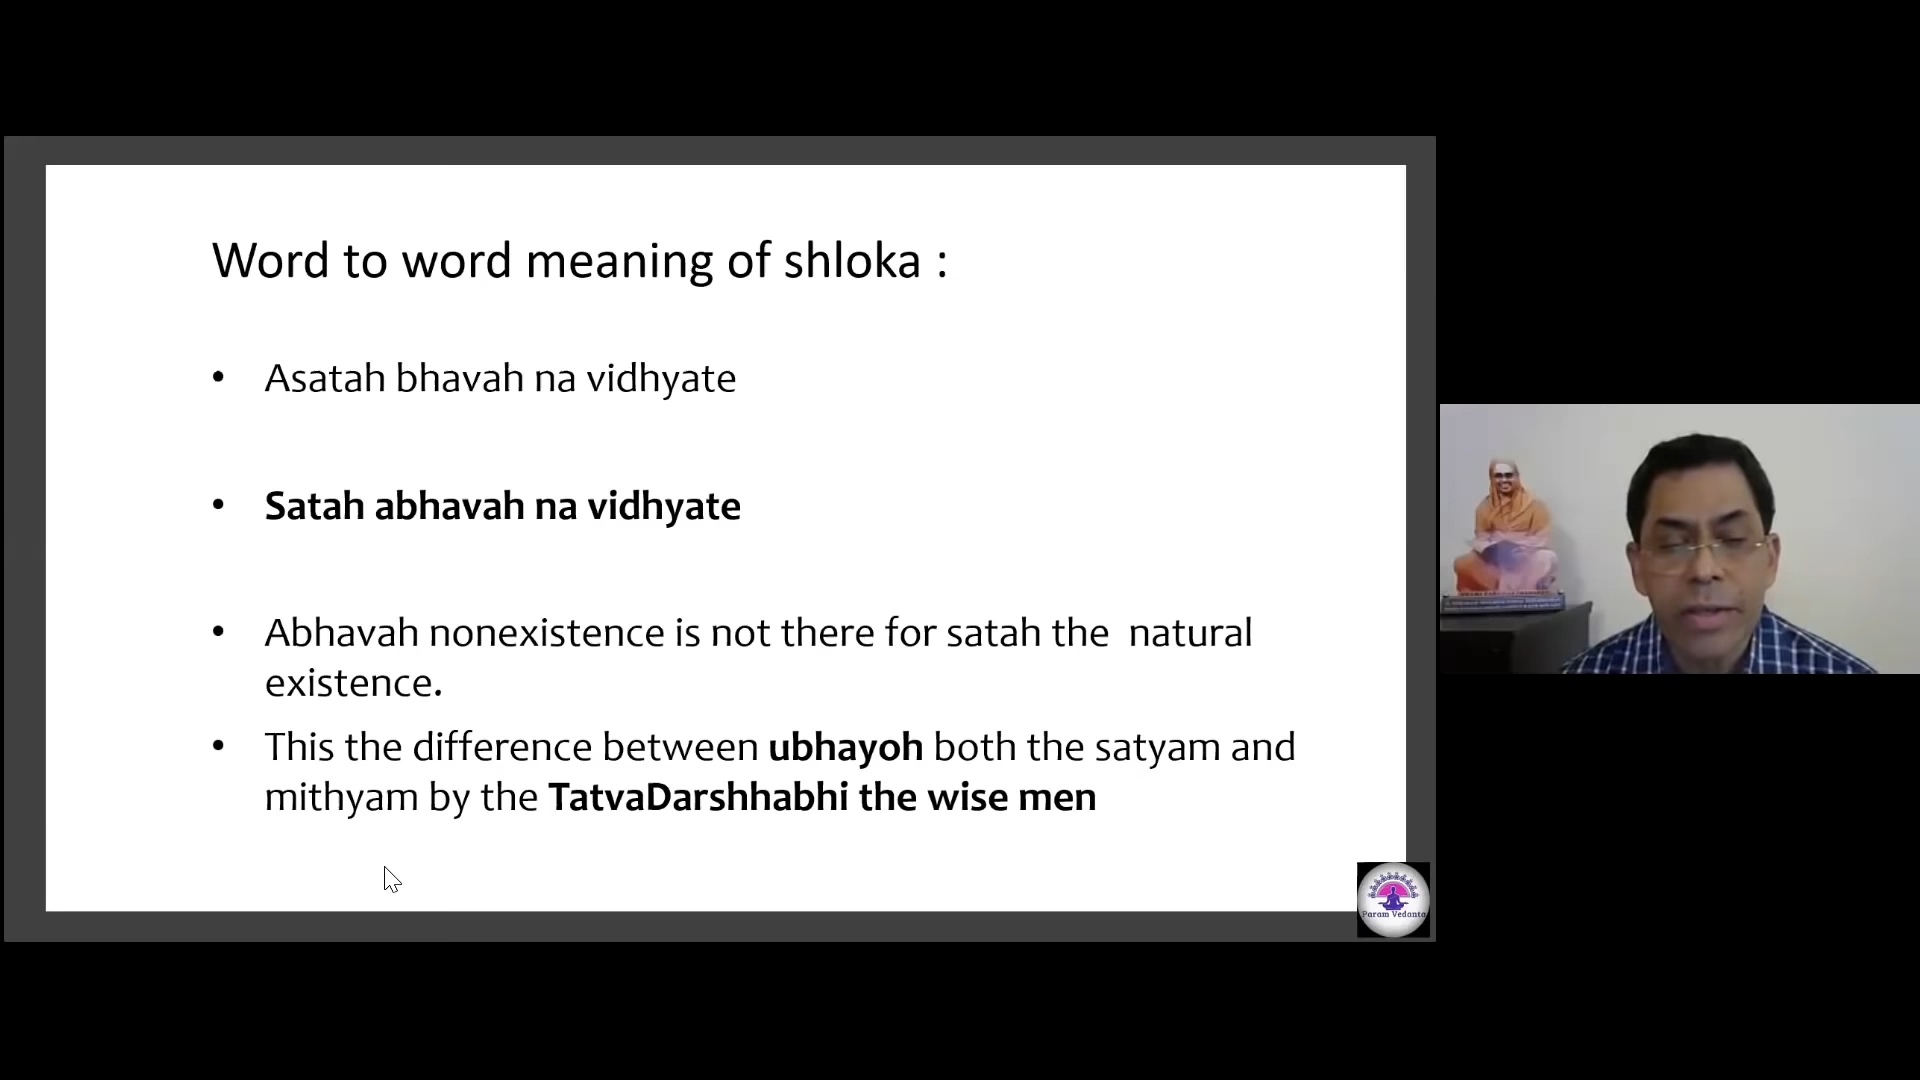 Word to word meaning of shloka :
• Asatah bhavah na vidhyate
• Satah abhavah na vidhyate
• Abhavah nonexistence is not there for satah the natural
existence.
• This the difference between ubhayoh both the satyam and
mithyam by the TatvaDarshhabhi the wise men
Param Vedanta